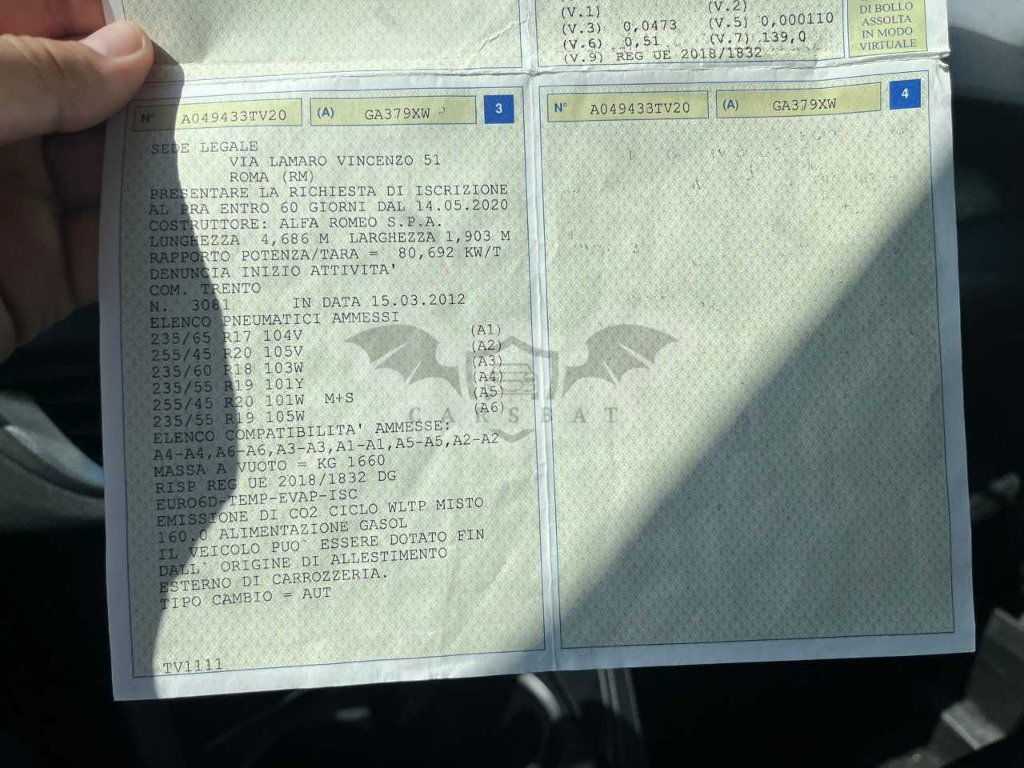 (V.1)
(V.2)
(V.3) 0,0473
(V.5) 0,000110
(V.6) 0,51
(V.7) 139,0
(V.9) REG UE 2018/1832
DI BOLLO
ASSOLTA
IN MODO
VIRTUALE
N° A049433TV20 (A) GA379XW 3
SEDE LEGALE
VIA LAMARO VINCENZO 51
ROMA (RM)
PRESENTARE LA RICHIESTA DI ISCRIZIONE
AL PRA ENTRO 60 GIORNI DAL 14.05.2020
COSTRUTTORE: ALFA ROMEO S.P.A.
LUNGHEZZA 4,686 M LARGHEZZA 1,903 M
RAPPORTO POTENZA/TARA = 80,692 KW/T
DENUNCIA INIZIO ATTIVITA'
COM. TRENTO
N. 3081 IN DATA 15.03.2012
ELENCO PNEUMATICI AMMESSI
235/65 R17 104V (A1)
255/45 R20 105V (A2)
235/60 R18 103W (A3)
235/55 R19 101Y (A4)
255/45 R20 101W M+S (A5)
235/55 R19 105W (A6)
ELENCO COMPATIBILITA' AMMESSE:
A4-A4,A6-A6,A3-A3,A1-A1,A5-A5,A2-A2
MASSA A VUOTO = KG 1660
RISP REG UE 2018/1832 DG
EURO6D-TEMP-EVAP-ISC
EMISSIONE DI CO2 CICLO WLTP MISTO
160.0 ALIMENTAZIONE GASOL
IL VEICOLO PUO` ESSERE DOTATO FIN
DALL` ORIGINE DI ALLESTIMENTO
ESTERNO DI CARROZZERIA.
TIPO CAMBIO = AUT
TV1111
N° A049433TV20 (A) GA379XW 4
CARSBAT